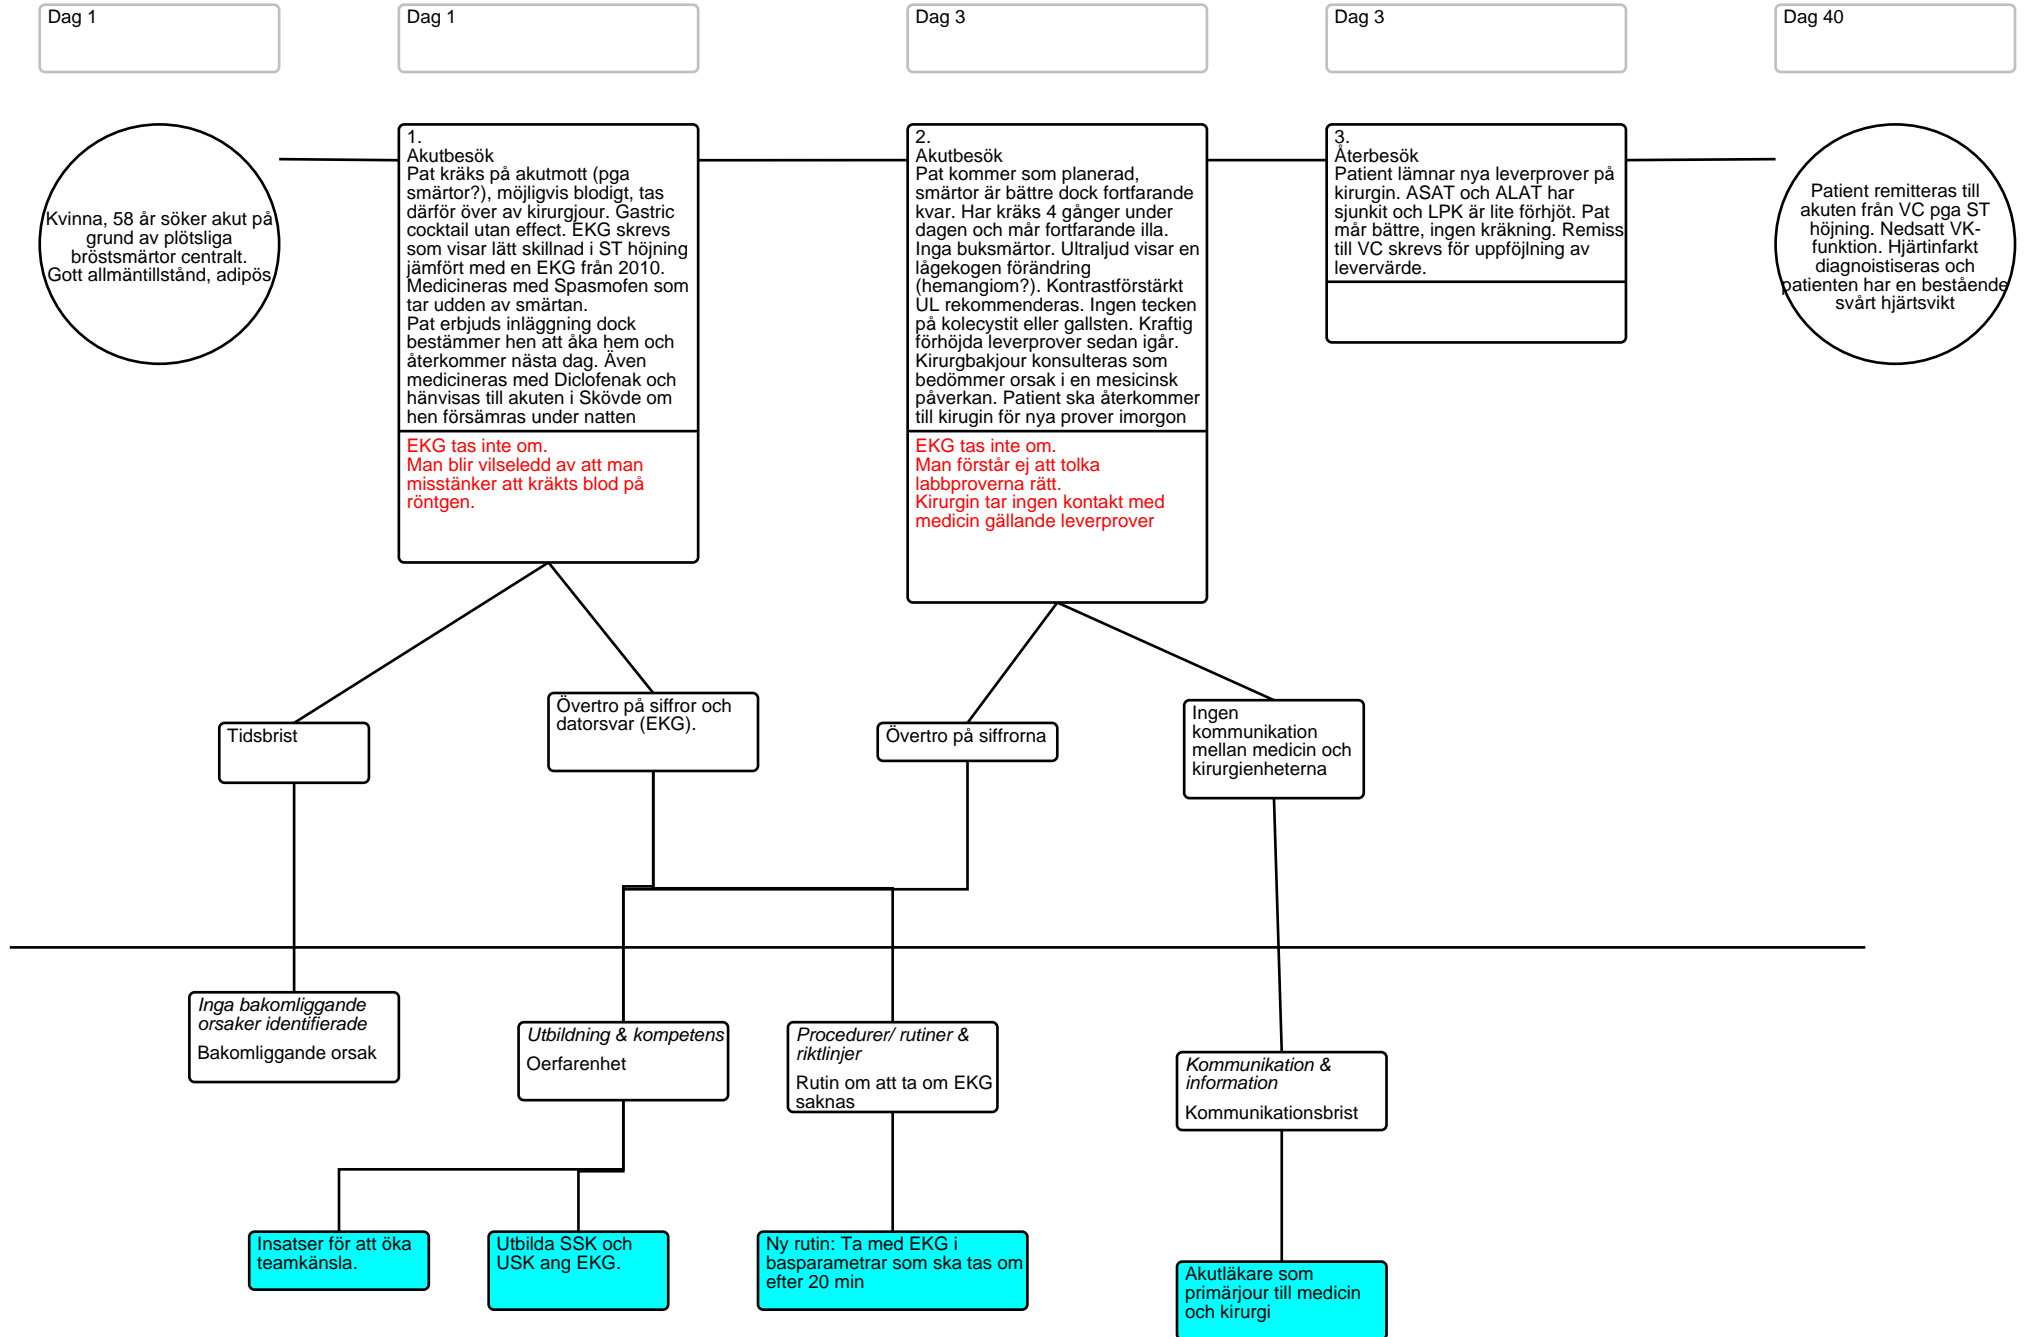 Dag 1
Dag 1
Dag 3
Dag 3
Dag 40
Kvinna, 58 år söker akut på
grund av plötsliga
bröstsmärtor centralt.
Gott allmäntillstånd, adipös
1.
Akutbesök
Pat kräks på akutmott (pga
smärtor?), möjligvis blodigt, tas
därför över av kirurgjour. Gastric
cocktail utan effect. EKG skrevs
som visar lätt skillnad i ST höjning
jämfört med en EKG från 2010.
Medicineras med Spasmofen som
tar udden av smärtan.
Pat erbjuds inläggning dock
bestämmer hen att åka hem och
återkommer nästa dag. Även
medicineras med Diclofenak och
hänvisas till akuten i Skövde om
hen försämras under natten
EKG tas inte om.
Man blir vilseledd av att man
misstänker att kräkts blod på
röntgen.
2.
Akutbesök
Pat kommer som planerad,
smärtor är bättre dock fortfarande
kvar. Har kräks 4 gånger under
dagen och mår fortfarande illa.
Inga buksmärtor. Ultraljud visar en
lågekogen förändring
(hemangiom?). Kontrastförstärkt
UL rekommenderas. Ingen tecken
på kolecystit eller gallsten. Kraftig
förhöjda leverprover sedan igår.
Kirurgbakjour konsulteras som
bedömmer orsak i en mesicinsk
påverkan. Patient ska återkommer
till kirugin för nya prover imorgon
EKG tas inte om.
Man förstår ej att tolka
labbproverna rätt.
Kirurgin tar ingen kontakt med
medicin gällande leverprover
3.
Återbesök
Patient lämnar nya leverprover på
kirurgin. ASAT och ALAT har
sjunkit och LPK är lite förhjöt. Pat
mår bättre, ingen kräkning. Remiss
till VC skrevs för uppföjlning av
levervärde.
Patient remitteras till
akuten från VC pga ST
höjning. Nedsatt VK-
funktion. Hjärtinfarkt
diagnoistiseras och
patienten har en bestående
svårt hjärtsvikt
Tidsbrist
Övertro på siffror och
datorsvar (EKG).
Övertro på siffrorna
Ingen
kommunikation
mellan medicin och
kirurgienheterna
Inga bakomliggande
orsaker identifierade
Bakomliggande orsak
Utbildning & kompetens
Oerfarenhet
Procedurer/ rutiner &
riktlinjer
Rutin om att ta om EKG
saknas
Kommunikation &
information
Kommunikationsbrist
Insatser för att öka
teamkänsla.
Utbilda SSK och
USK ang EKG.
Ny rutin: Ta med EKG i
basparametrar som ska tas om
efter 20 min
Akutläkare som
primärjour till medicin
och kirurgi